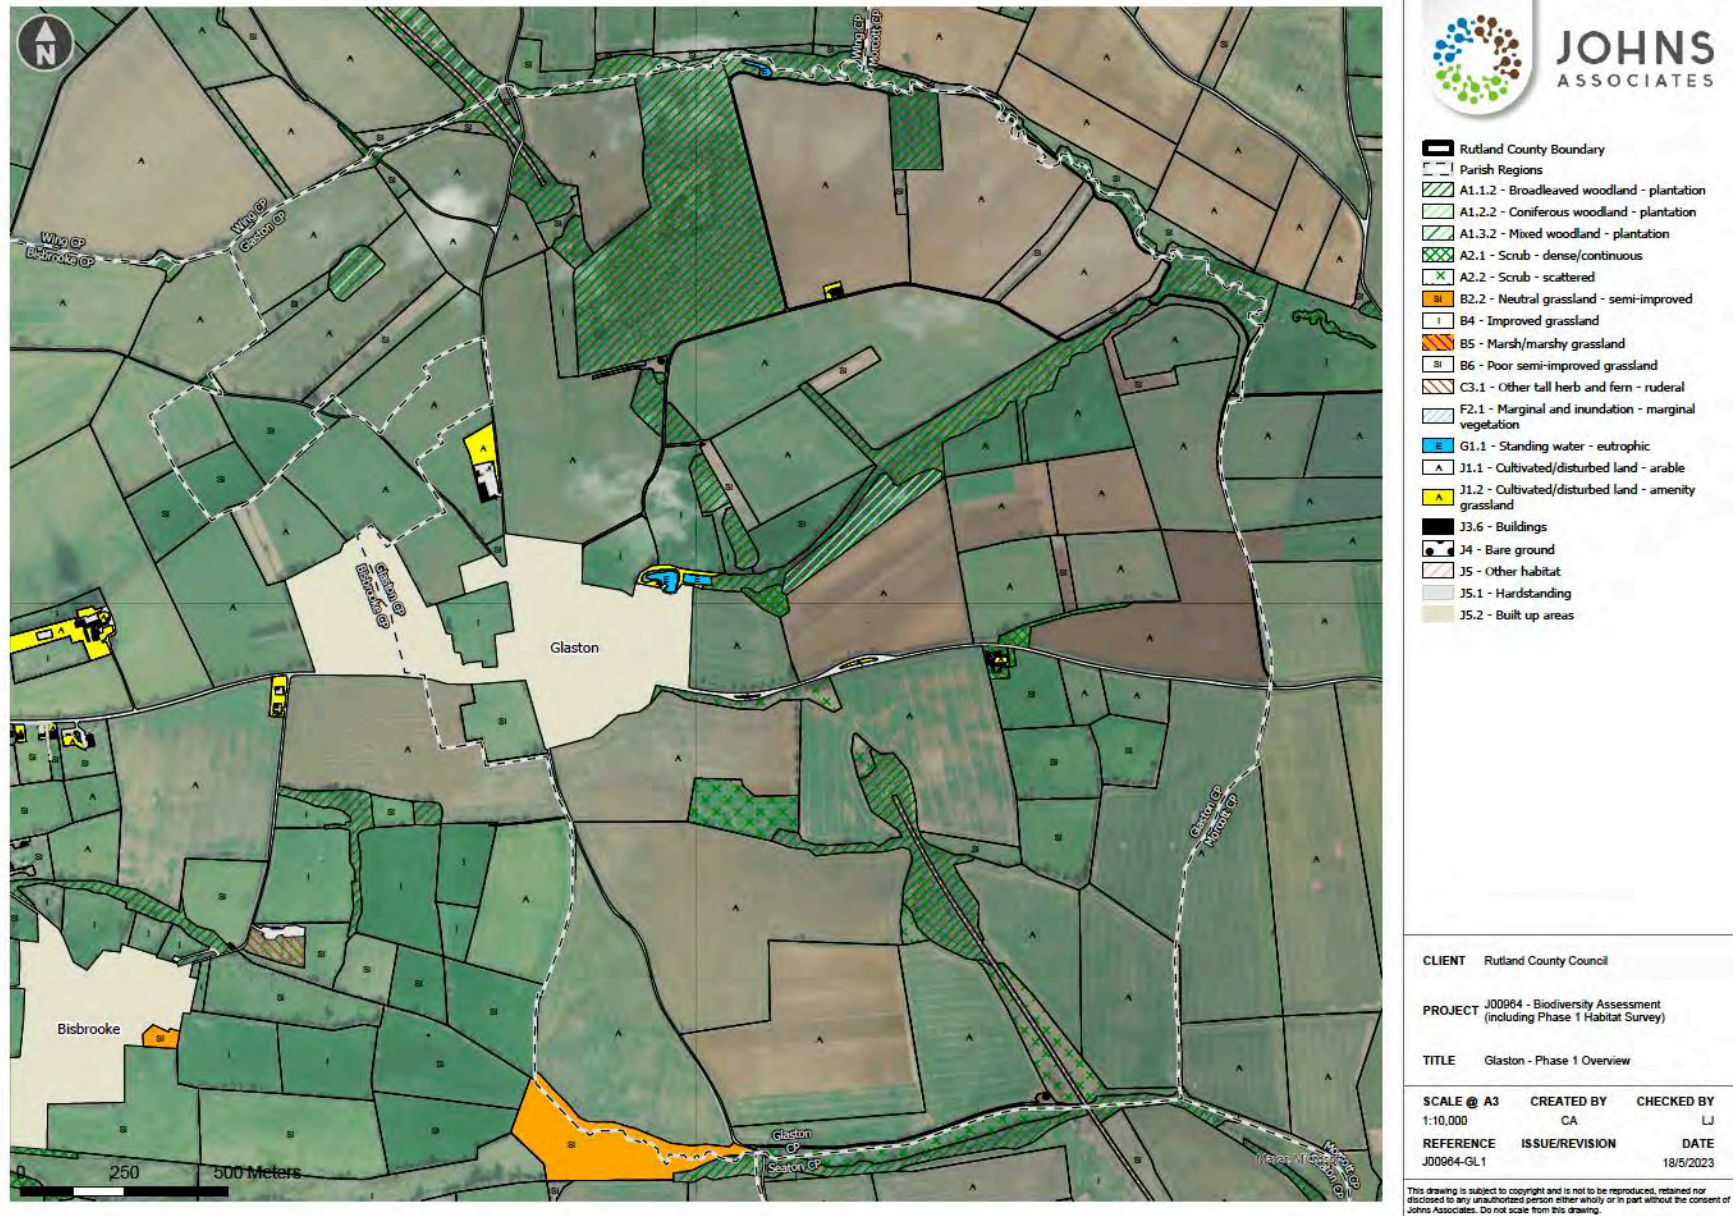 N
JOHNS
ASSOCIATES
Rutland County Boundary
Parish Regions
A1.1.2 - Broadleaved woodland - plantation
A1.2.2 - Coniferous woodland - plantation
A1.3.2 - Mixed woodland - plantation
A2.1 - Scrub - dense/continuous
A2.2 - Scrub - scattered
SI B2.2 - Neutral grassland - semi-improved
I B4 - Improved grassland
B5 - Marsh/marshy grassland
SI B6 - Poor semi-improved grassland
C3.1 - Other tall herb and fern - ruderal
F2.1 - Marginal and inundation - marginal
vegetation
E G1.1 - Standing water - eutrophic
A J1.1 - Cultivated/disturbed land - arable
A J1.2 - Cultivated/disturbed land - amenity
grassland
J3.6 - Buildings
J4 - Bare ground
J5 - Other habitat
J5.1 - Hardstanding
J5.2 - Built up areas
Wing CP
Morcott CP
Wing CP
Glaston CP
Wing CP
Bisbrooke CP
Glaston CP
Bisbrooke CP
Glaston
Glaston CP
Morcott CP
Bisbrooke
Glaston
CP
Seaton CP
Morcott CP
Seaton CP
0 250 500 Meters
CLIENT Rutland County Council
PROJECT J00964 - Biodiversity Assessment
(including Phase 1 Habitat Survey)
TITLE Glaston - Phase 1 Overview
SCALE @ A3 CREATED BY CHECKED BY
1:10,000 CA LJ
REFERENCE ISSUE/REVISION DATE
J00964-GL1 18/5/2023
This drawing is subject to copyright and is not to be reproduced, retained nor
disclosed to any unauthorized person either wholly or in part without the consent of
Johns Associates. Do not scale from this drawing.